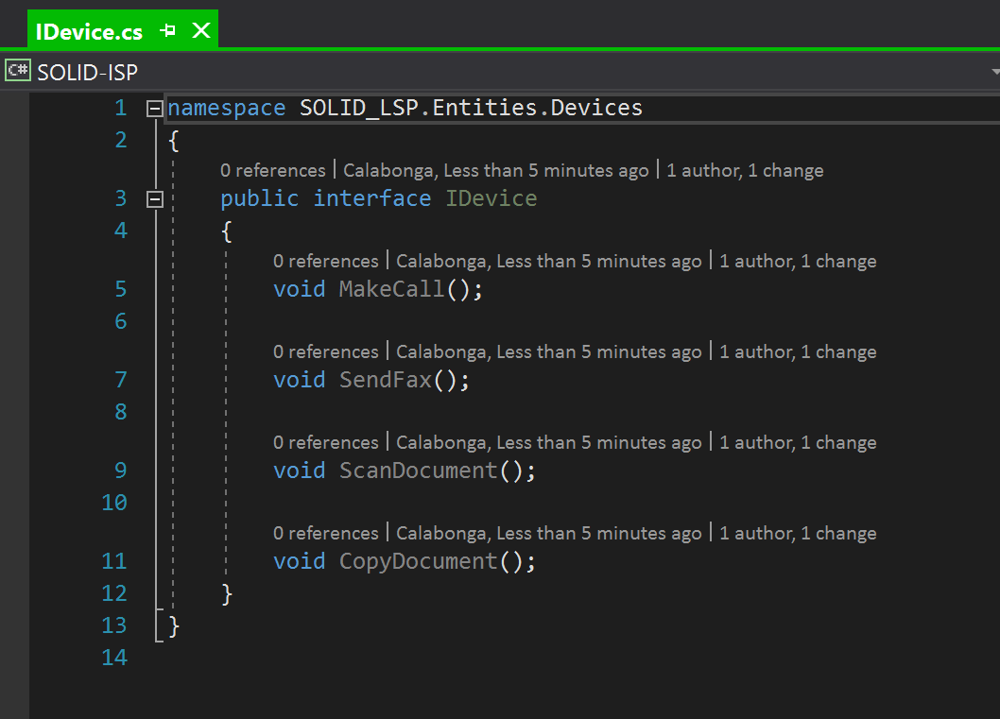 IDevice.cs
C# SOLID-ISP
1 namespace SOLID_LSP.Entities.Devices
2 {
0 references | Calabonga, Less than 5 minutes ago | 1 author, 1 change
3 public interface IDevice
4 {
0 references | Calabonga, Less than 5 minutes ago | 1 author, 1 change
5 void MakeCall();
6
0 references | Calabonga, Less than 5 minutes ago | 1 author, 1 change
7 void SendFax();
8
0 references | Calabonga, Less than 5 minutes ago | 1 author, 1 change
9 void ScanDocument();
10
0 references | Calabonga, Less than 5 minutes ago | 1 author, 1 change
11 void CopyDocument();
12 }
13 }
14